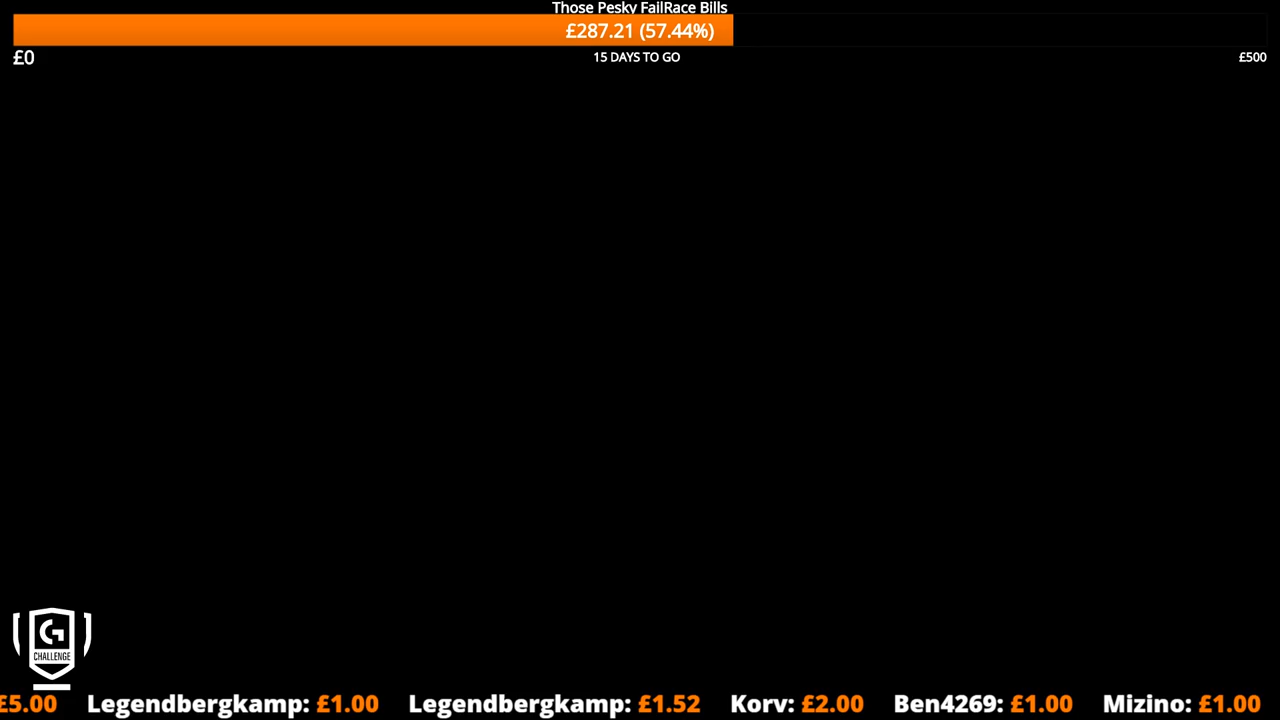 Those Pesky FailRace Bills
£287.21 (57.44%)
£0 15 DAYS TO GO £500
G
CHALLENGE
£5.00 Legendbergkamp: £1.00 Legendbergkamp: £1.52 Korv: £2.00 Ben4269: £1.00 Mizino: £1.00